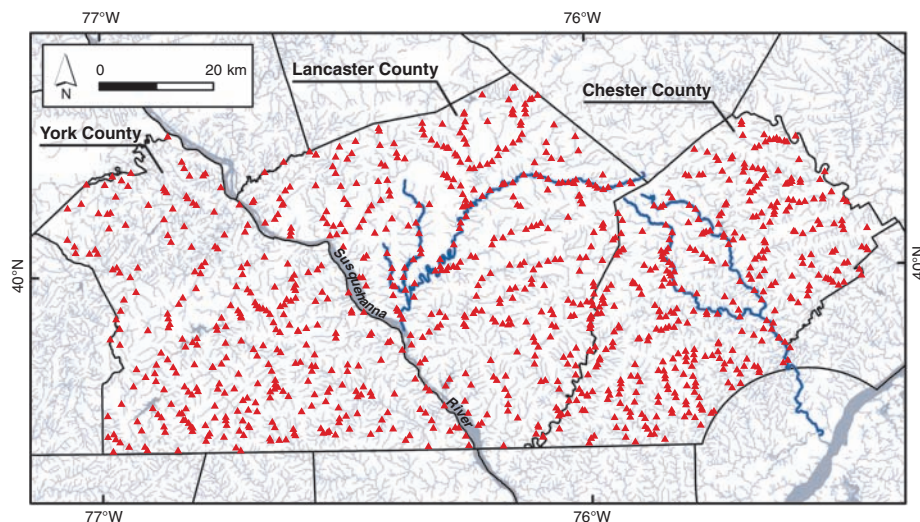 77°W 76°W
0 20 km
N
Lancaster County
Chester County
York County
Susquehanna
River
40°N 40°N
77°W 76°W